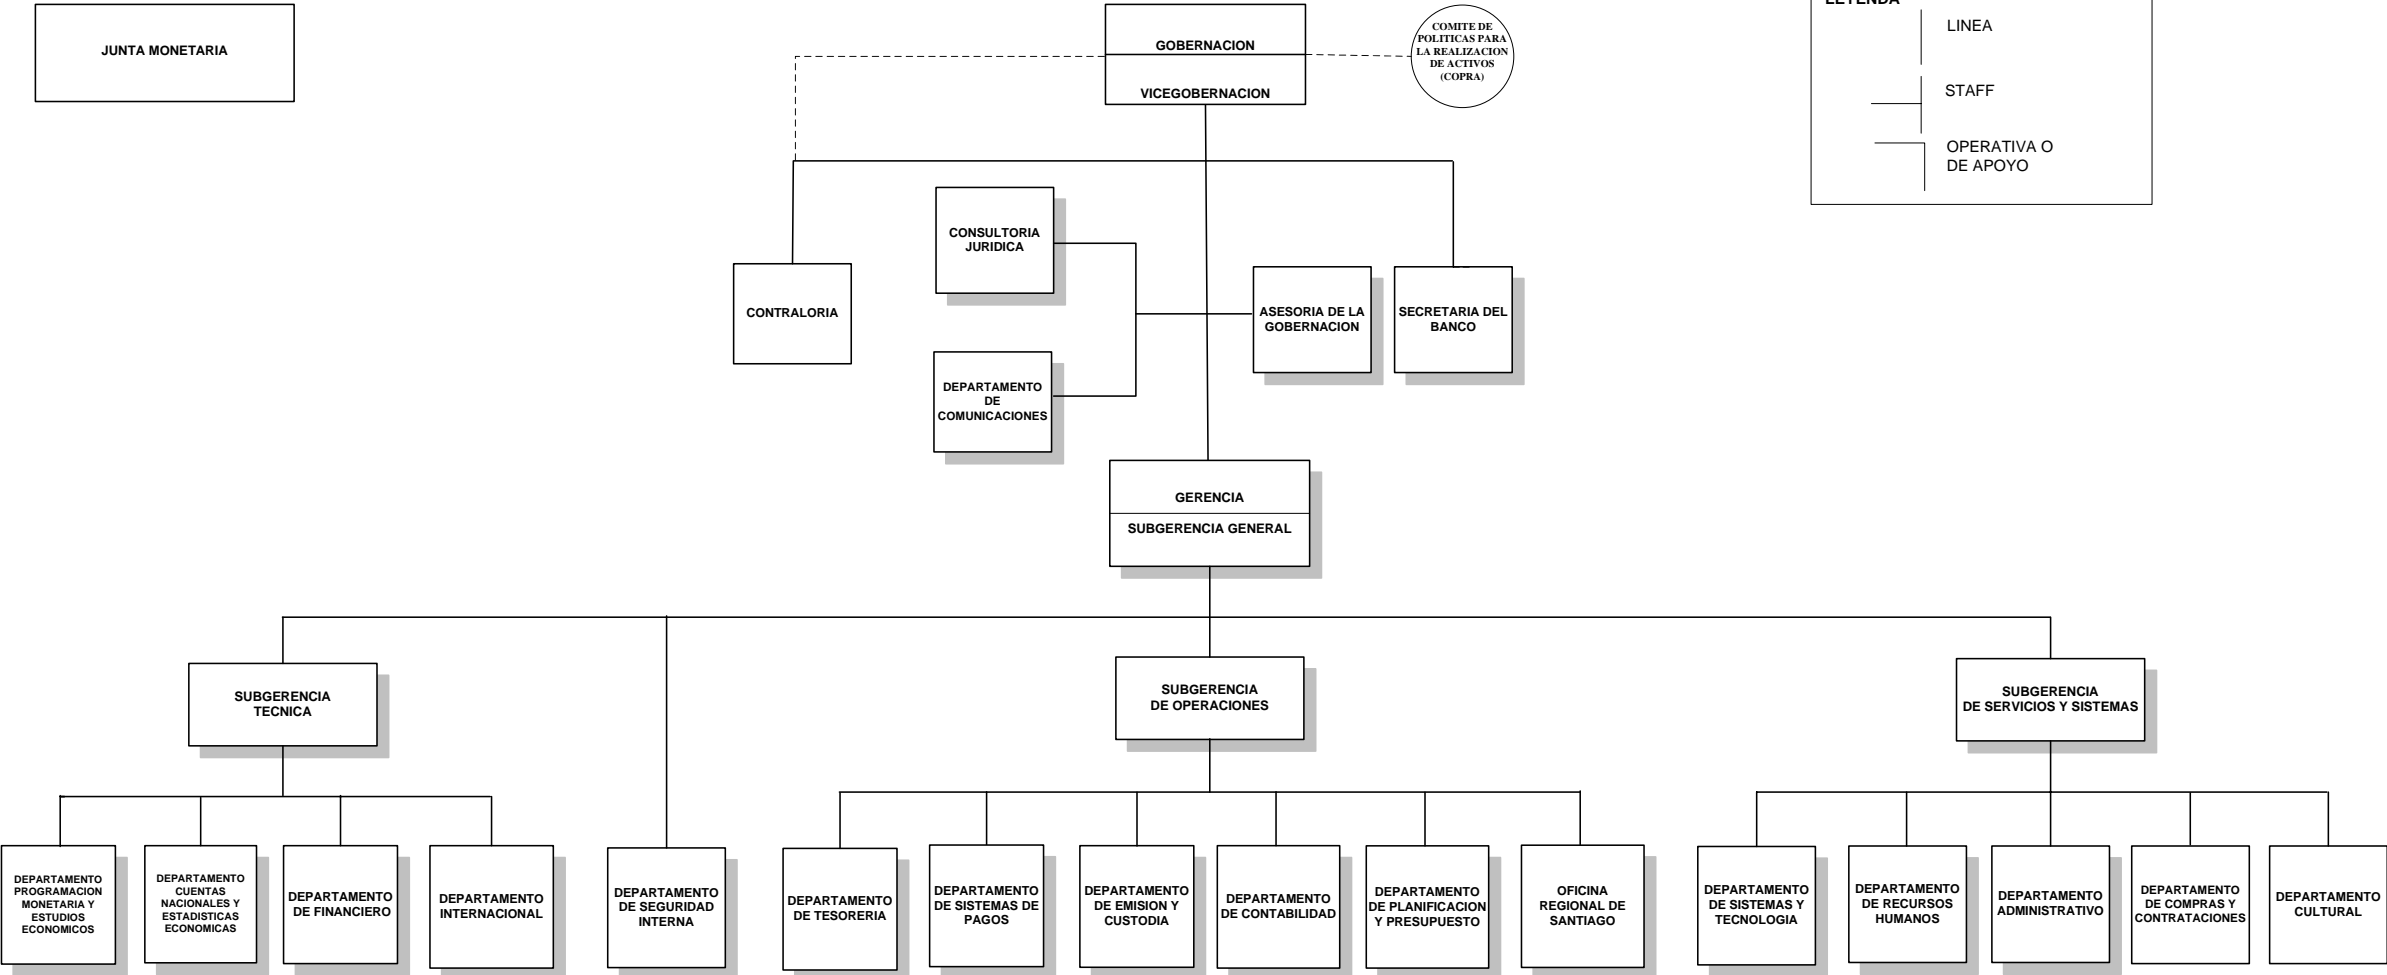 JUNTA MONETARIA
GOBERNACION
VICEGOBERNACION
COMITE DE
POLITICAS PARA
LA REALIZACION
DE ACTIVOS
(COPRA)
LEYENDA
LINEA
STAFF
OPERATIVA O
DE APOYO
CONSULTORIA
JURIDICA
CONTRALORIA
ASESORIA DE LA
GOBERNACION
SECRETARIA DEL
BANCO
DEPARTAMENTO
DE
COMUNICACIONES
GERENCIA
SUBGERENCIA GENERAL
SUBGERENCIA
TECNICA
SUBGERENCIA
DE OPERACIONES
SUBGERENCIA
DE SERVICIOS Y SISTEMAS
DEPARTAMENTO
PROGRAMACION
MONETARIA Y
ESTUDIOS
ECONOMICOS
DEPARTAMENTO
CUENTAS
NACIONALES Y
ESTADISTICAS
ECONOMICAS
DEPARTAMENTO
DE FINANCIERO
DEPARTAMENTO
INTERNACIONAL
DEPARTAMENTO
DE SEGURIDAD
INTERNA
DEPARTAMENTO
DE TESORERIA
DEPARTAMENTO
DE SISTEMAS DE
PAGOS
DEPARTAMENTO
DE EMISION Y
CUSTODIA
DEPARTAMENTO
DE CONTABILIDAD
DEPARTAMENTO
DE PLANIFICACION
Y PRESUPUESTO
OFICINA
REGIONAL DE
SANTIAGO
DEPARTAMENTO
DE SISTEMAS Y
TECNOLOGIA
DEPARTAMENTO
DE RECURSOS
HUMANOS
DEPARTAMENTO
ADMINISTRATIVO
DEPARTAMENTO
DE COMPRAS Y
CONTRATACIONES
DEPARTAMENTO
CULTURAL